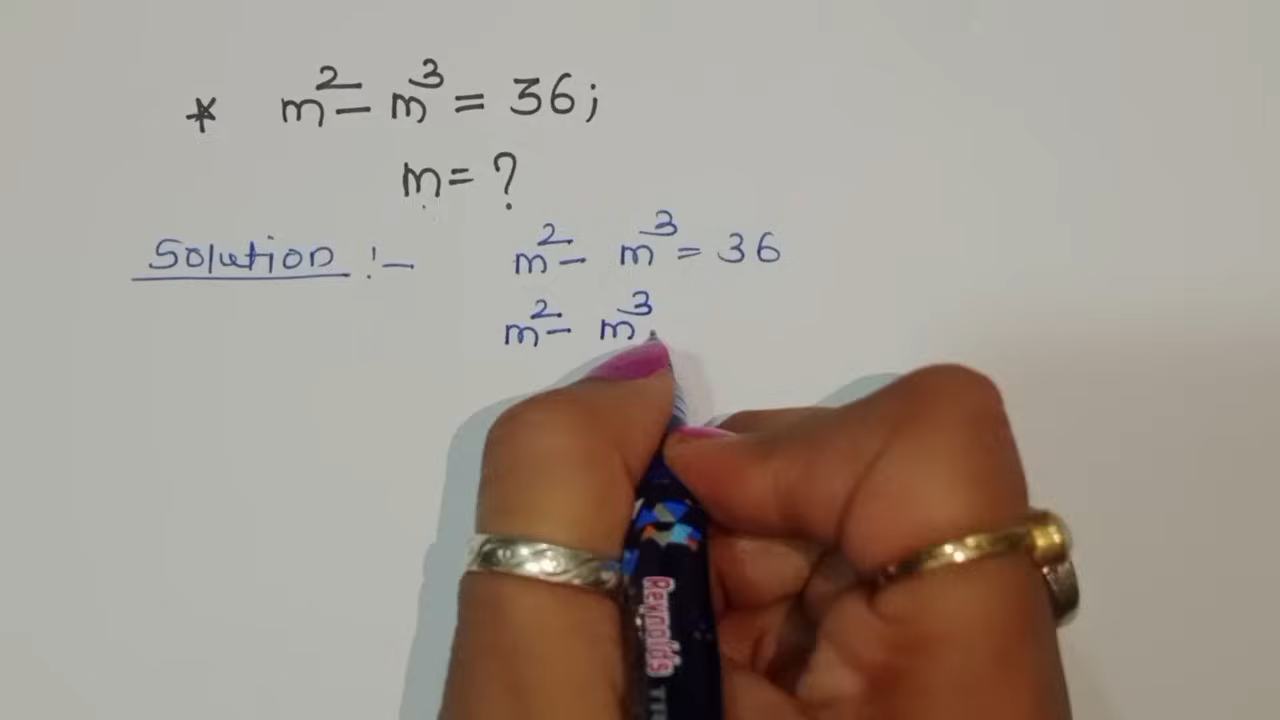 * m² - m³ = 36;
m = ?
Solution :- m² - m³ = 36
m² - m³
Reynolds